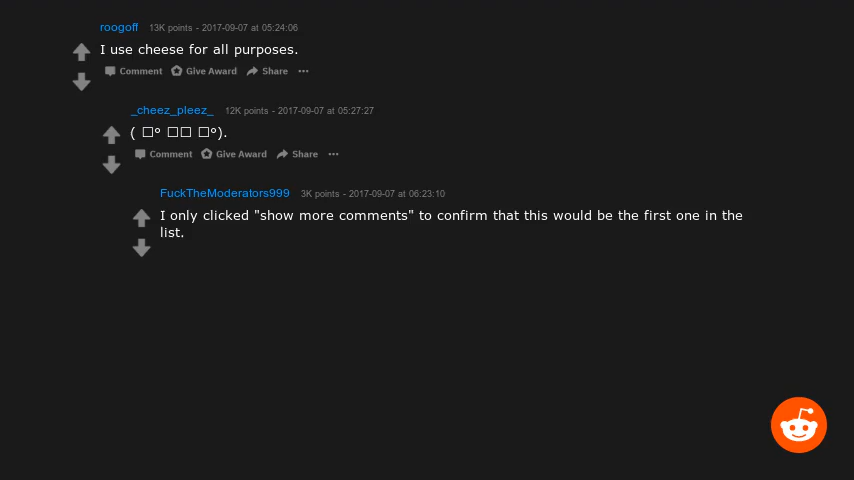 roogoff 13K points - 2017-09-07 at 05:24:06
I use cheese for all purposes.
Comment Give Award Share ···
_cheez_pleez_ 12K points - 2017-09-07 at 05:27:27
( □° □□ □°).
Comment Give Award Share ···
FuckTheModerators999 3K points - 2017-09-07 at 06:23:10
I only clicked "show more comments" to confirm that this would be the first one in the
list.